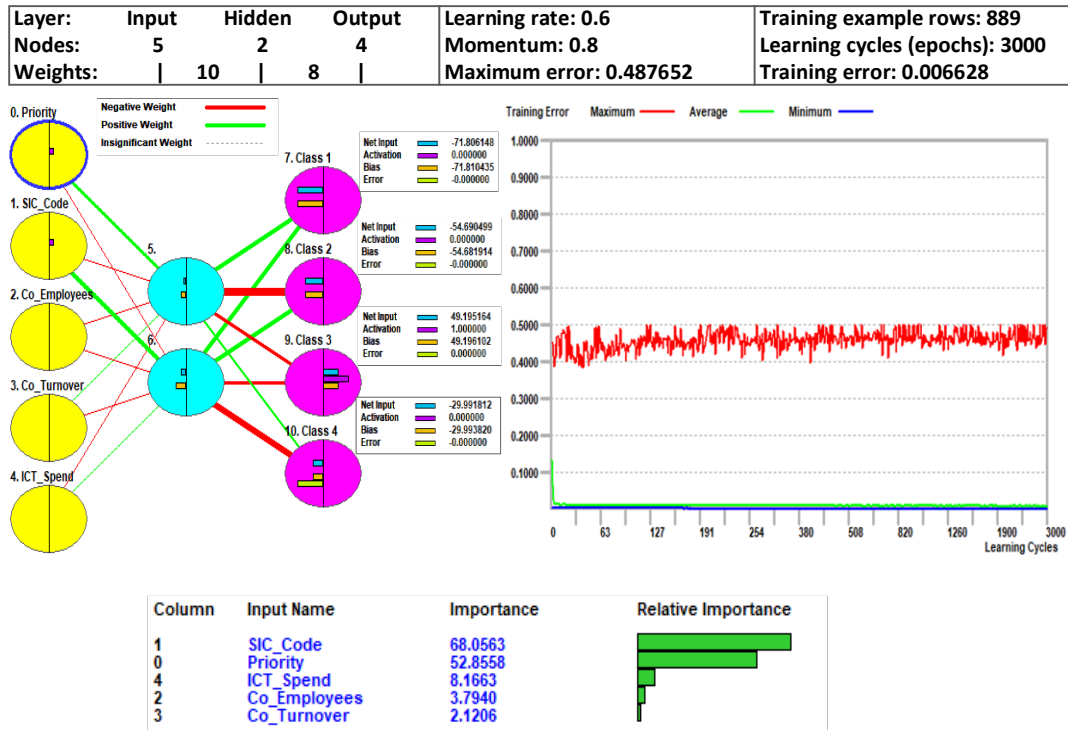 Layer: Input Hidden Output
Nodes: 5 2 4
Weights: | 10 | 8 |
Learning rate: 0.6
Momentum: 0.8
Maximum error: 0.487652
Training example rows: 889
Learning cycles (epochs): 3000
Training error: 0.006628
Negative Weight
Positive Weight
Insignificant Weight
0. Priority
1. SIC_Code
2. Co_Employees
3. Co_Turnover
4. ICT_Spend
5.
6.
7. Class 1
8. Class 2
9. Class 3
10. Class 4
Net Input -71.806148
Activation 0.000000
Bias -71.810435
Error -0.000000
Net Input -54.690499
Activation 0.000000
Bias -54.681914
Error -0.000000
Net Input 49.195164
Activation 1.000000
Bias 49.196102
Error 0.000000
Net Input -29.991812
Activation 0.000000
Bias -29.993820
Error -0.000000
Training Error Maximum Average Minimum
1.0000
0.9000
0.8000
0.7000
0.6000
0.5000
0.4000
0.3000
0.2000
0.1000
0 63 127 191 254 380 508 820 1260 1900 3000
Learning Cycles
Column Input Name Importance Relative Importance
1 SIC_Code 68.0563
0 Priority 52.8558
4 ICT_Spend 8.1663
2 Co_Employees 3.7940
3 Co_Turnover 2.1206